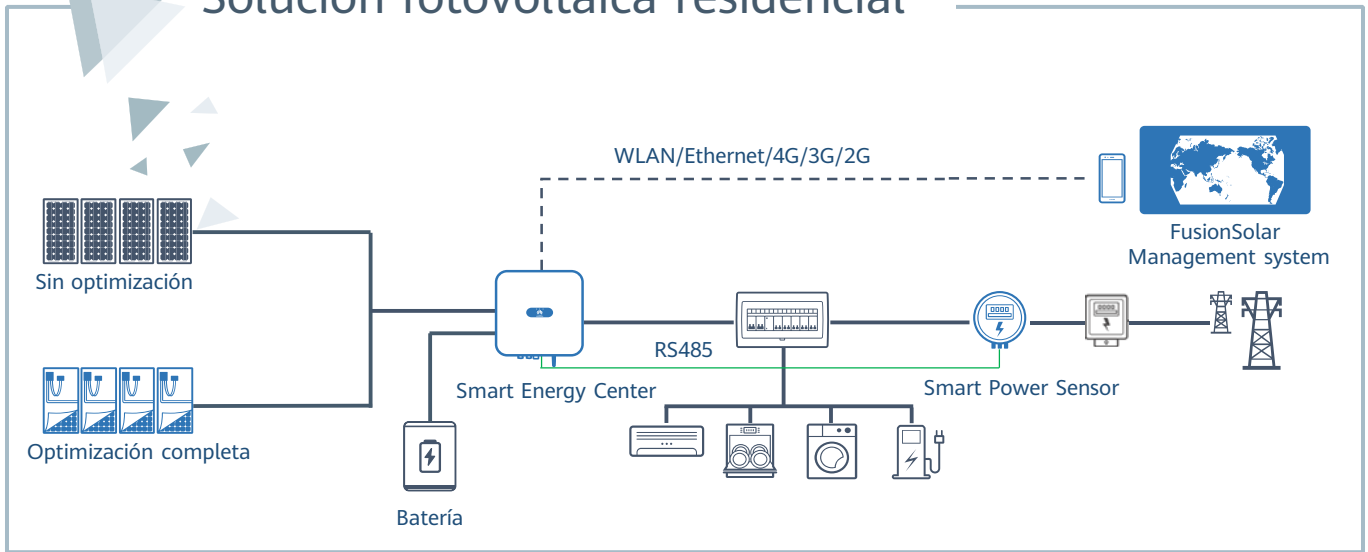 Solución fotovoltaica residencial
WLAN/Ethernet/4G/3G/2G
FusionSolar
Management system
Sin optimización
RS485
Smart Energy Center
Smart Power Sensor
Optimización completa
Batería